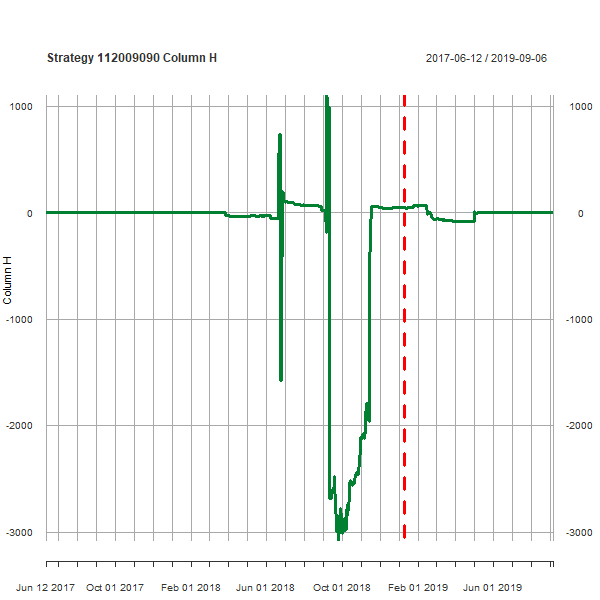 Strategy 112009090 Column H
2017-06-12 / 2019-09-06
1000
1000
0
0
Column H
-1000
-1000
-2000
-2000
-3000
-3000
Jun 12 2017
Oct 01 2017
Feb 01 2018
Jun 01 2018
Oct 01 2018
Feb 01 2019
Jun 01 2019